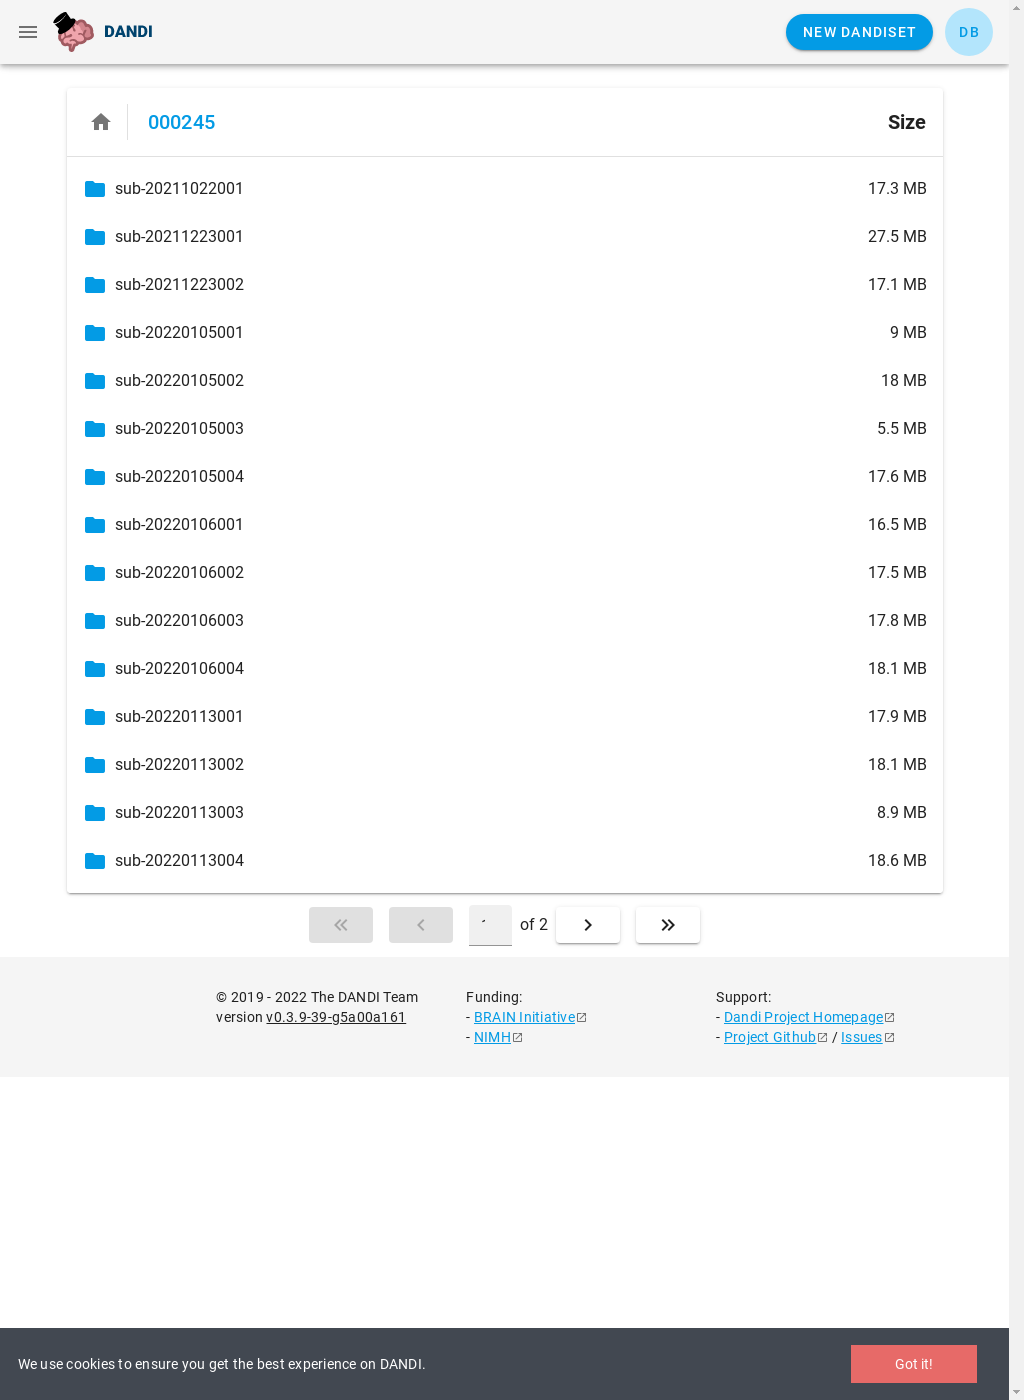 DANDI
NEW DANDISET
DB
000245
Size
sub-20211022001 17.3 MB
sub-20211223001 27.5 MB
sub-20211223002 17.1 MB
sub-20220105001 9 MB
sub-20220105002 18 MB
sub-20220105003 5.5 MB
sub-20220105004 17.6 MB
sub-20220106001 16.5 MB
sub-20220106002 17.5 MB
sub-20220106003 17.8 MB
sub-20220106004 18.1 MB
sub-20220113001 17.9 MB
sub-20220113002 18.1 MB
sub-20220113003 8.9 MB
sub-20220113004 18.6 MB
of 2
© 2019 - 2022 The DANDI Team
version v0.3.9-39-g5a00a161
Funding:
- BRAIN Initiative
- NIMH
Support:
- Dandi Project Homepage
- Project Github / Issues
We use cookies to ensure you get the best experience on DANDI.
Got it!